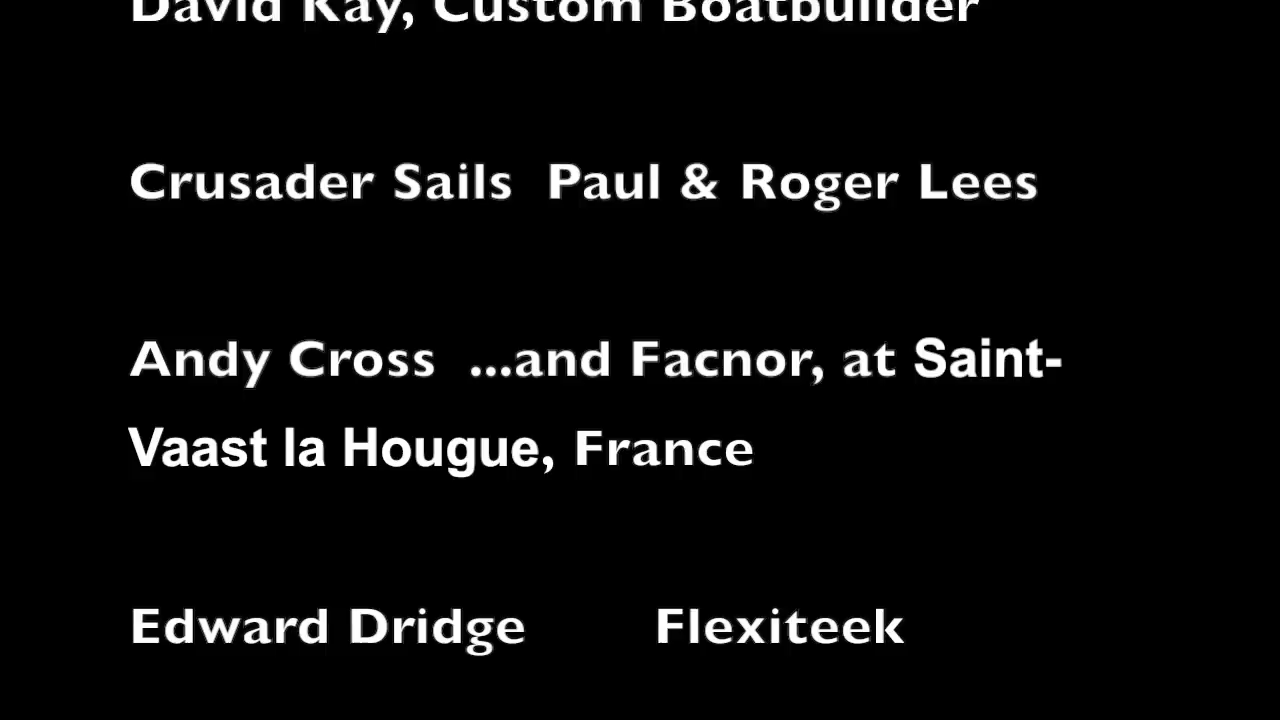 David Kay, Custom Boatbuilder
Crusader Sails  Paul & Roger Lees
Andy Cross  ...and Facnor, at Saint-
Vaast la Hougue, France
Edward Dridge       Flexiteek